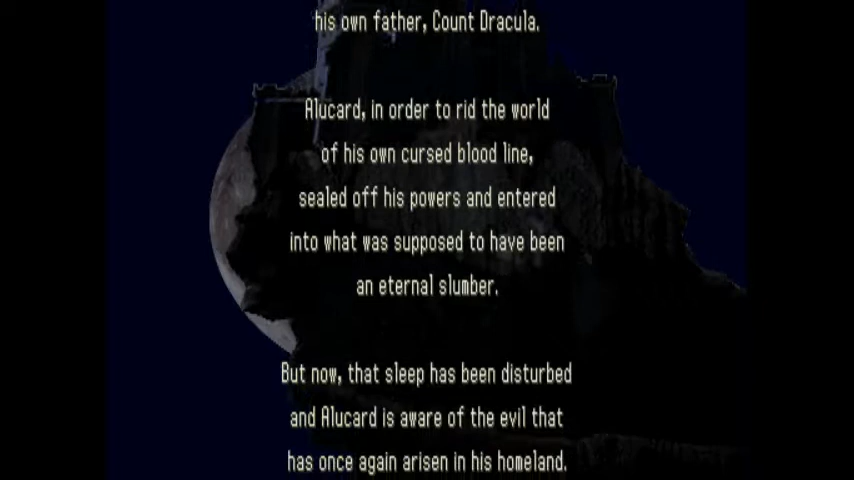 his own father, Count Dracula.
Alucard, in order to rid the world
of his own cursed blood line,
sealed off his powers and entered
into what was supposed to have been
an eternal slumber.
But now, that sleep has been disturbed
and Alucard is aware of the evil that
has once again arisen in his homeland.